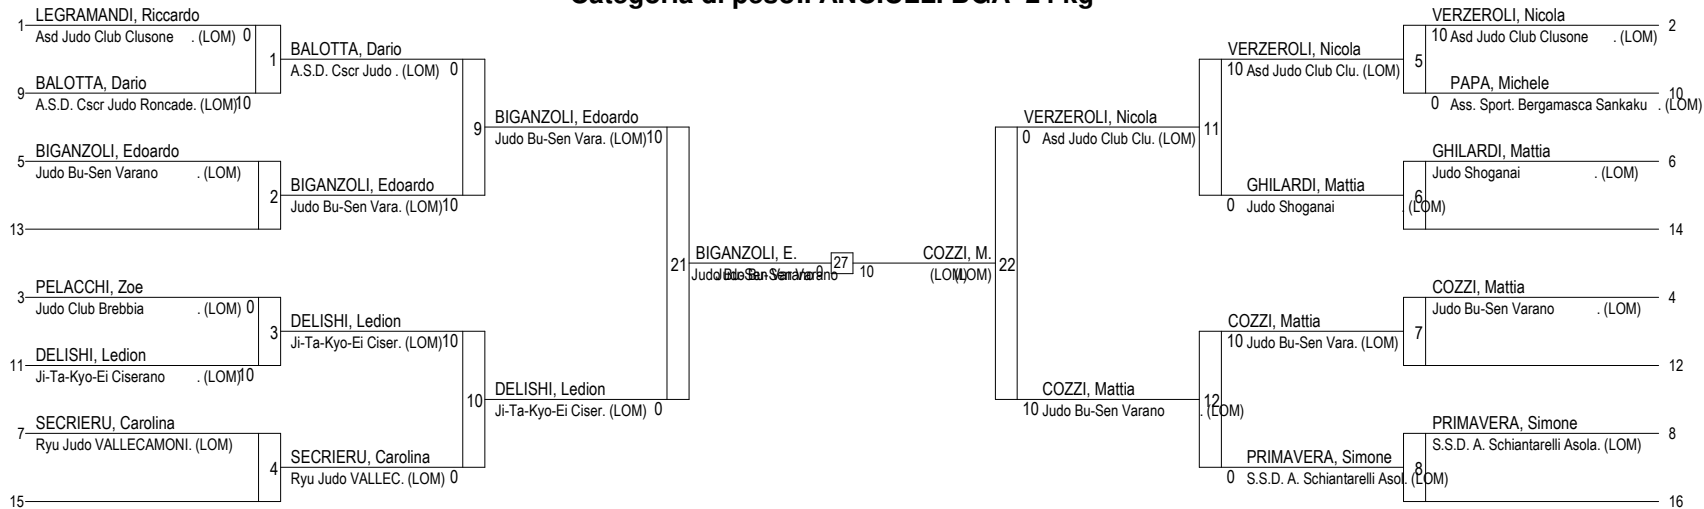 1 LEGRAMANDI, Riccardo
Asd Judo Club Clusone . (LOM) 0
1
9 BALOTTA, Dario
A.S.D. Cscr Judo Roncade. (LOM) 10
5 BIGANZOLI, Edoardo
Judo Bu-Sen Varano . (LOM)
2
13
3 PELACCHI, Zoe
Judo Club Brebbia . (LOM) 0
3
11 DELISHI, Ledion
Ji-Ta-Kyo-Ei Ciserano . (LOM) 10
7 SECRIERU, Carolina
Ryu Judo VALLECAMONI. (LOM)
4
15
BALOTTA, Dario
A.S.D. Cscr Judo . (LOM) 0
9
BIGANZOLI, Edoardo
Judo Bu-Sen Vara. (LOM) 10
DELISHI, Ledion
Ji-Ta-Kyo-Ei Ciser. (LOM) 10
10
SECRIERU, Carolina
Ryu Judo VALLEC. (LOM) 0
BIGANZOLI, Edoardo
Judo Bu-Sen Vara. (LOM) 10
21
DELISHI, Ledion
Ji-Ta-Kyo-Ei Ciser. (LOM) 0
BIGANZOLI, E.
Judo Bu-Sen Varano 0
27
10
COZZI, M.
(LOM)
22
VERZEROLI, Nicola
0 Asd Judo Club Clu. (LOM)
11
COZZI, Mattia
10 Judo Bu-Sen Varano . (LOM)
12
VERZEROLI, Nicola
10 Asd Judo Club Clu. (LOM)
5
GHILARDI, Mattia
0 Judo Shoganai . (LOM)
6
COZZI, Mattia
10 Judo Bu-Sen Vara. (LOM)
7
PRIMAVERA, Simone
0 S.S.D. A. Schiantarelli Asol. (LOM)
8
VERZEROLI, Nicola 2
10 Asd Judo Club Clusone . (LOM)
PAPA, Michele 10
0 Ass. Sport. Bergamasca Sankaku . (LOM)
GHILARDI, Mattia 6
Judo Shoganai . (LOM)
14
COZZI, Mattia 4
Judo Bu-Sen Varano . (LOM)
12
PRIMAVERA, Simone 8
S.S.D. A. Schiantarelli Asola. (LOM)
16